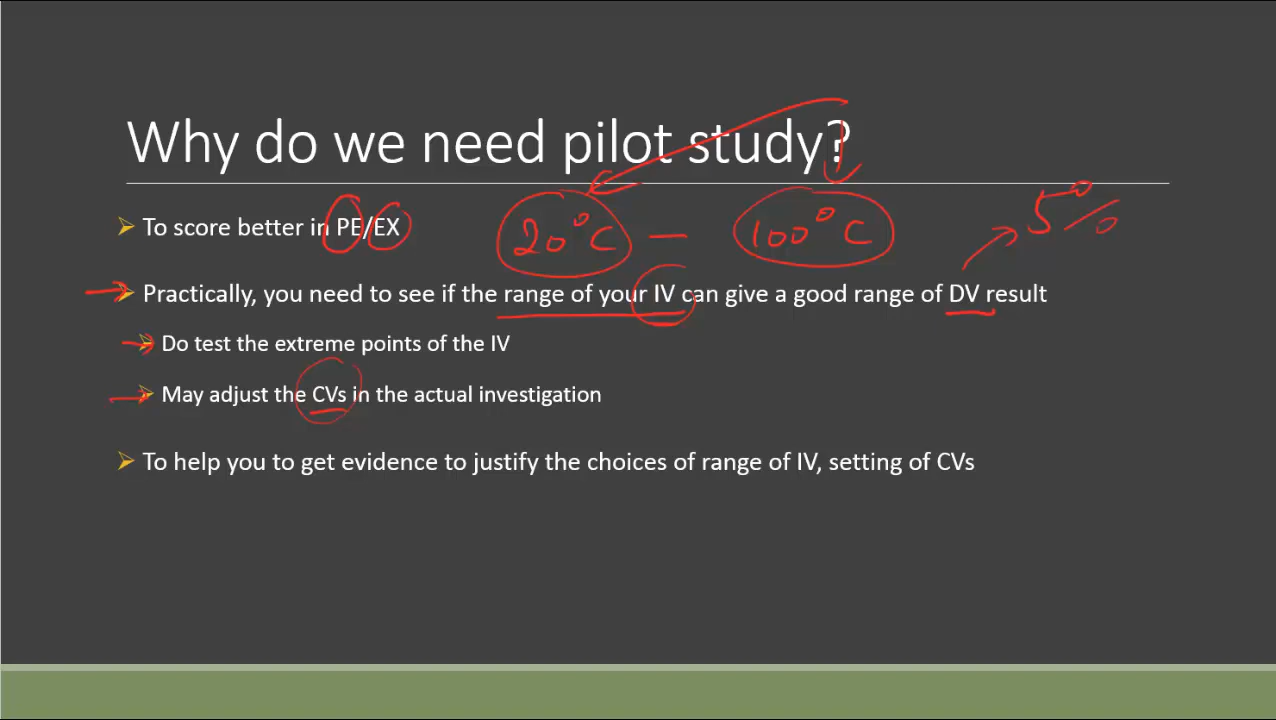 Why do we need pilot study?
To score better in PE/EX
20°C — 100°C
5%
Practically, you need to see if the range of your IV can give a good range of DV result
Do test the extreme points of the IV
May adjust the CVs in the actual investigation
To help you to get evidence to justify the choices of range of IV, setting of CVs